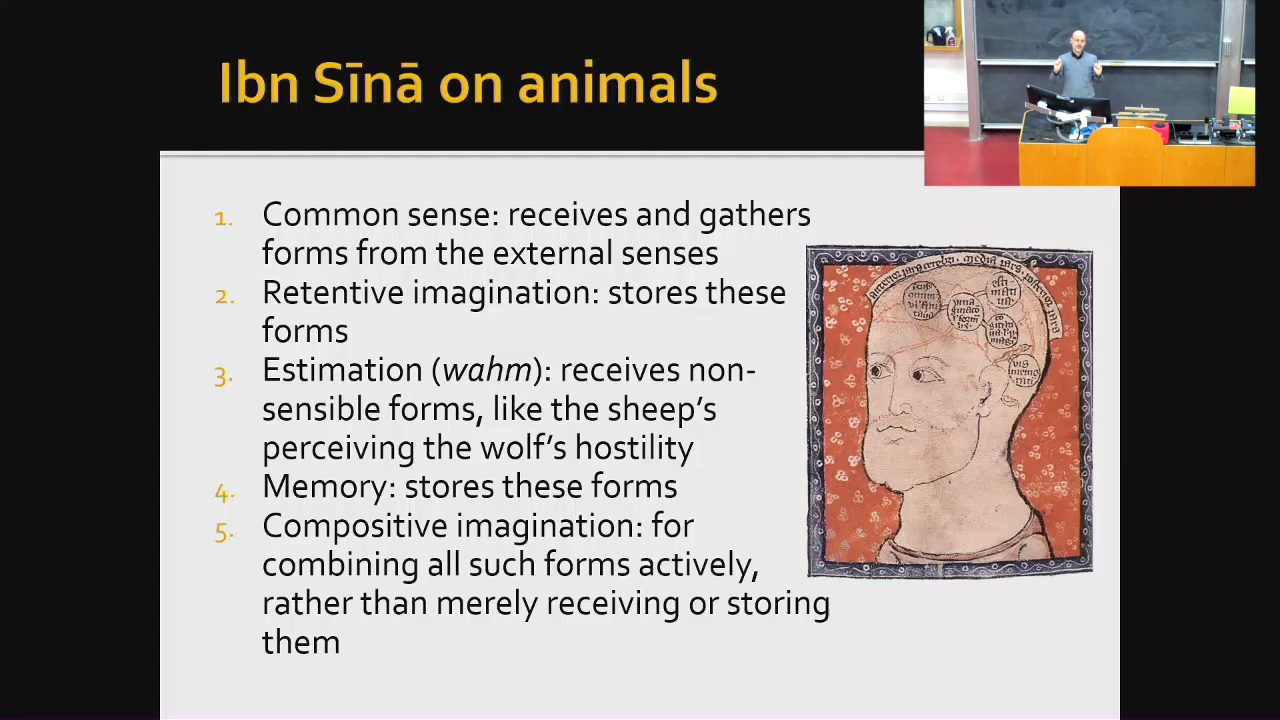 Ibn Sīnā on animals
1. Common sense: receives and gathers
forms from the external senses
2. Retentive imagination: stores these
forms
3. Estimation (wahm): receives non-
sensible forms, like the sheep’s
perceiving the wolf’s hostility
4. Memory: stores these forms
5. Compositive imagination: for
combining all such forms actively,
rather than merely receiving or storing
them